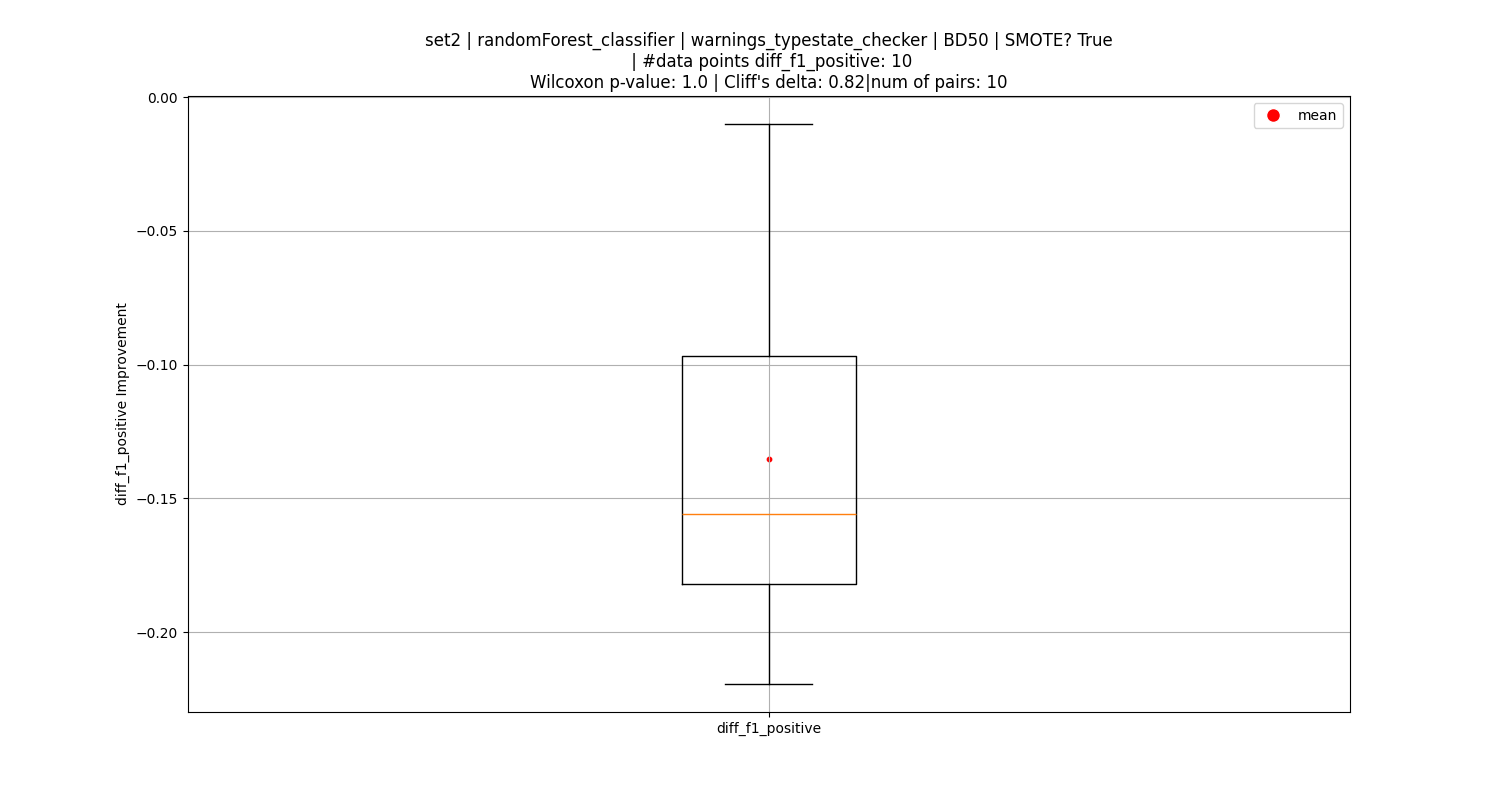 set2 | randomForest_classifier | warnings_typestate_checker | BD50 | SMOTE? True
| #data points diff_f1_positive: 10
Wilcoxon p-value: 1.0 | Cliff's delta: 0.82|num of pairs: 10
mean
0.00
−0.05
−0.10
−0.15
−0.20
diff_f1_positive Improvement
diff_f1_positive